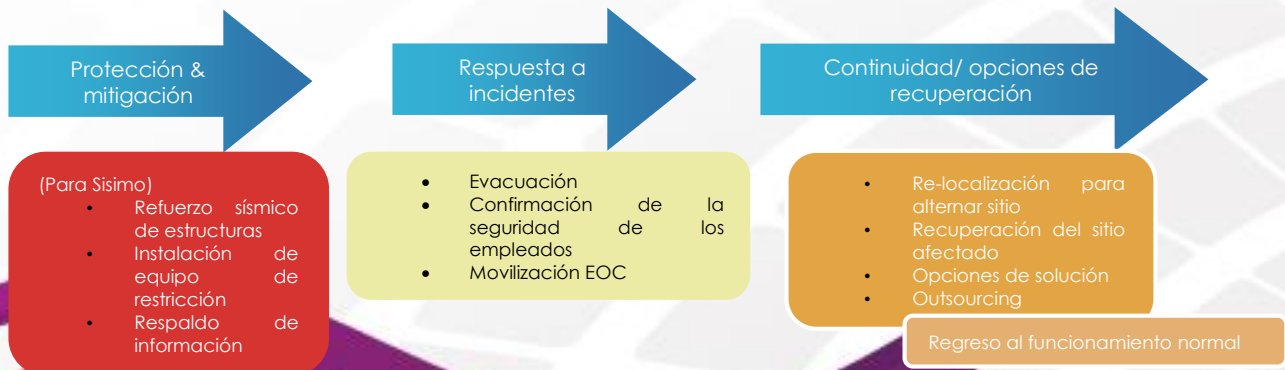 Protección &
mitigación
(Para Sisimo)
• Refuerzo sísmico
de estructuras
• Instalación de
equipo de
restricción
• Respaldo de
información
Respuesta a
incidentes
• Evacuación
• Confirmación de la
seguridad de los
empleados
• Movilización EOC
Continuidad/ opciones de
recuperación
• Re-localización para
alternar sitio
• Recuperación del sitio
afectado
• Opciones de solución
• Outsourcing
Regreso al funcionamiento normal